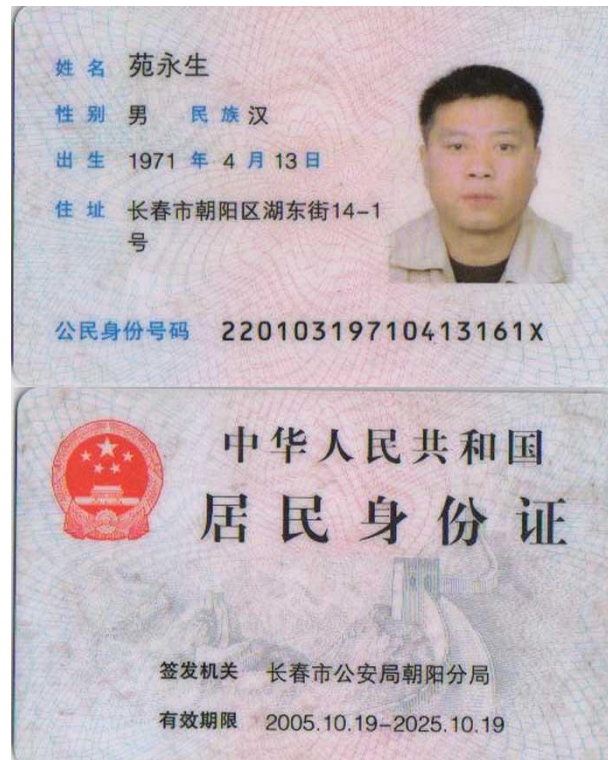 姓名 苑永生
性别 男 民族 汉
出生 1971 年 4 月 13 日
住址 长春市朝阳区湖东街14-1
号
公民身份号码 22010319710413161X
中华人民共和国
居民身份证
签发机关 长春市公安局朝阳分局
有效期限 2005.10.19-2025.10.19